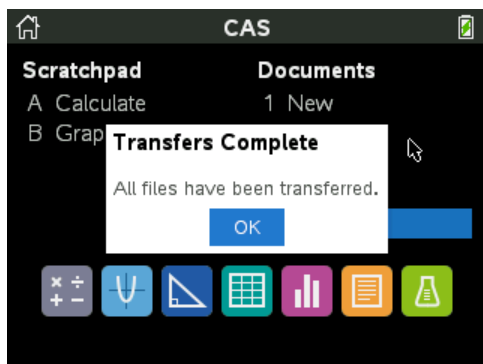 CAS
Scratchpad
Documents
A Calculate
1 New
B Grap
Transfers Complete
All files have been transferred.
OK